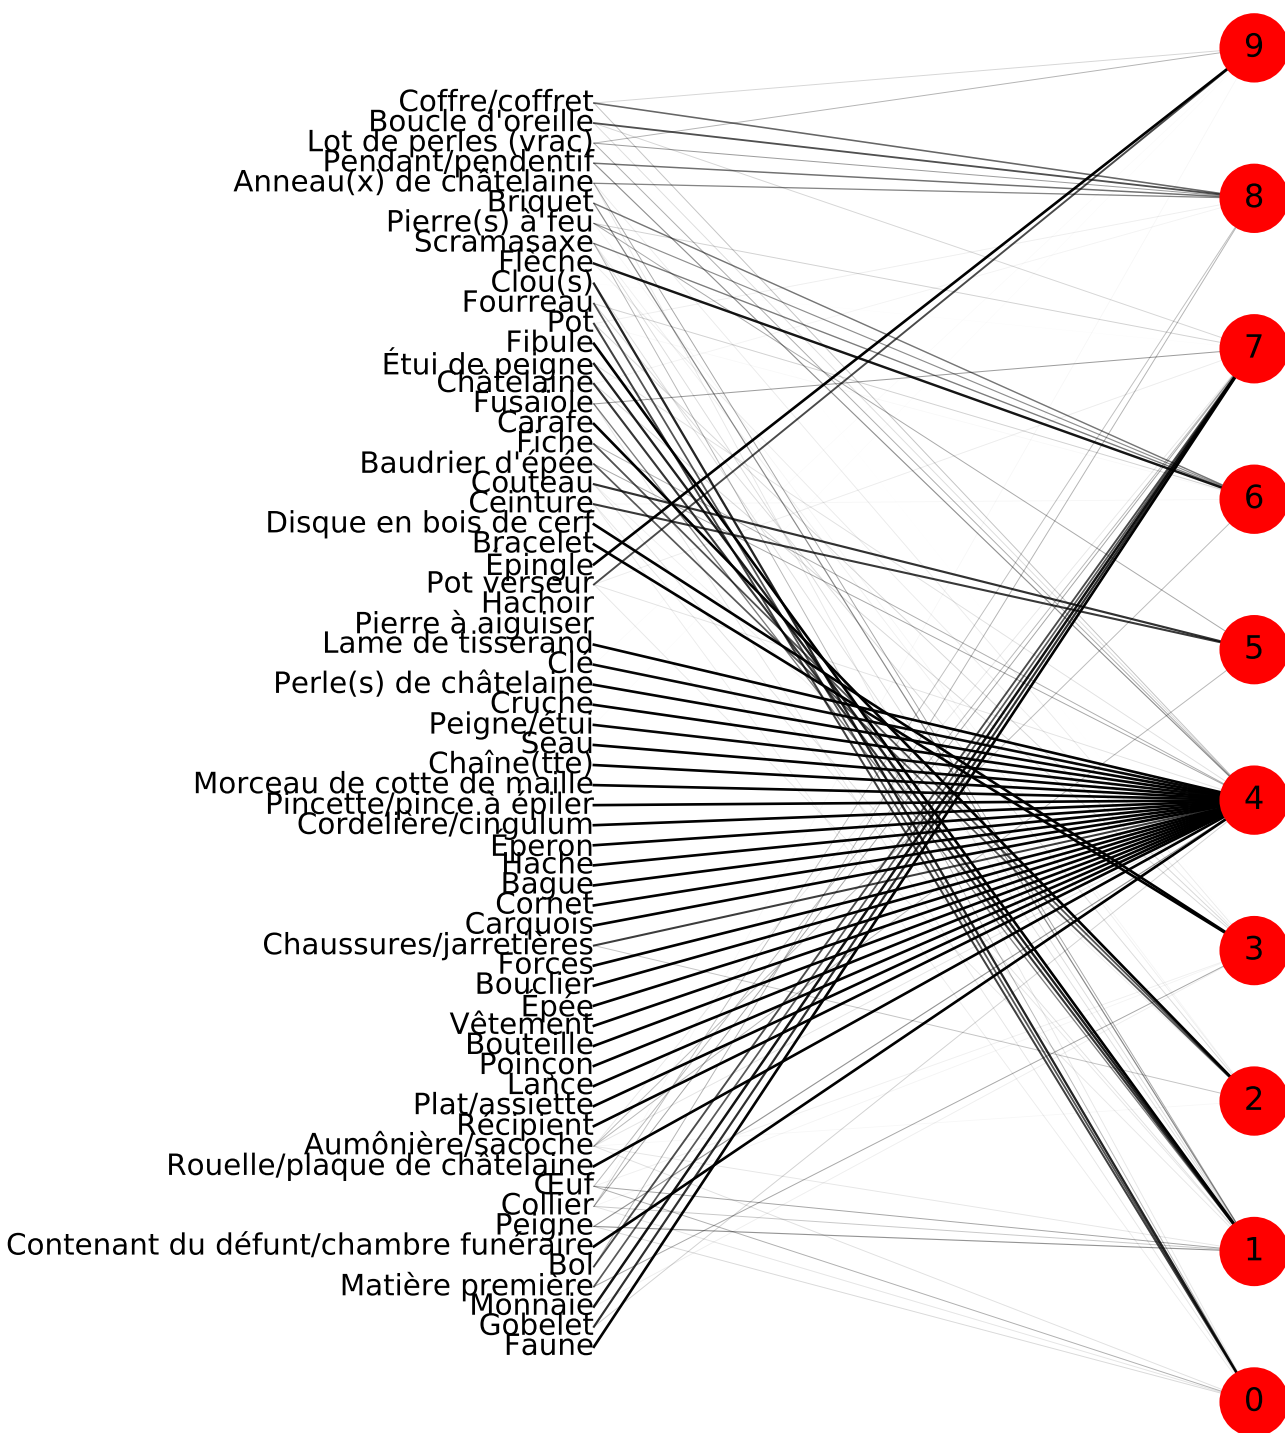 9
Coffre/coffret
Boucle d'oreille
Lot de perles (vrac)
Pendant/pendentif
Anneau(x) de châtelaine
8
Briquet
Pierre(s) à feu
Scramasaxe
Flèche
Clou(s)
Fourreau
Pot
Fibule
7
Étui de peigne
Châtelaine
Fusaïole
Carafe
Fiche
Baudrier d'épée
Couteau
6
Ceinture
Disque en bois de cerf
Bracelet
Épingle
Pot verseur
Hachoir
Pierre à aiguiser
Lame de tisserand
5
Clé
Perle(s) de châtelaine
Cruche
Peigne/étui
Seau
Chaîne(tte)
Morceau de cotte de maille
4
Pincette/pince à épiler
Cordelière/cingulum
Éperon
Hache
Bague
Cornet
Carquois
Chaussures/jarretières
3
Forces
Bouclier
Épée
Vêtement
Bouteille
Poinçon
Lance
2
Plat/assiette
Récipient
Aumônière/sacoche
Rouelle/plaque de châtelaine
Œuf
Collier
Peigne
Contenant du défunt/chambre funéraire
1
Bol
Matière première
Monnaie
Gobelet
Faune
0